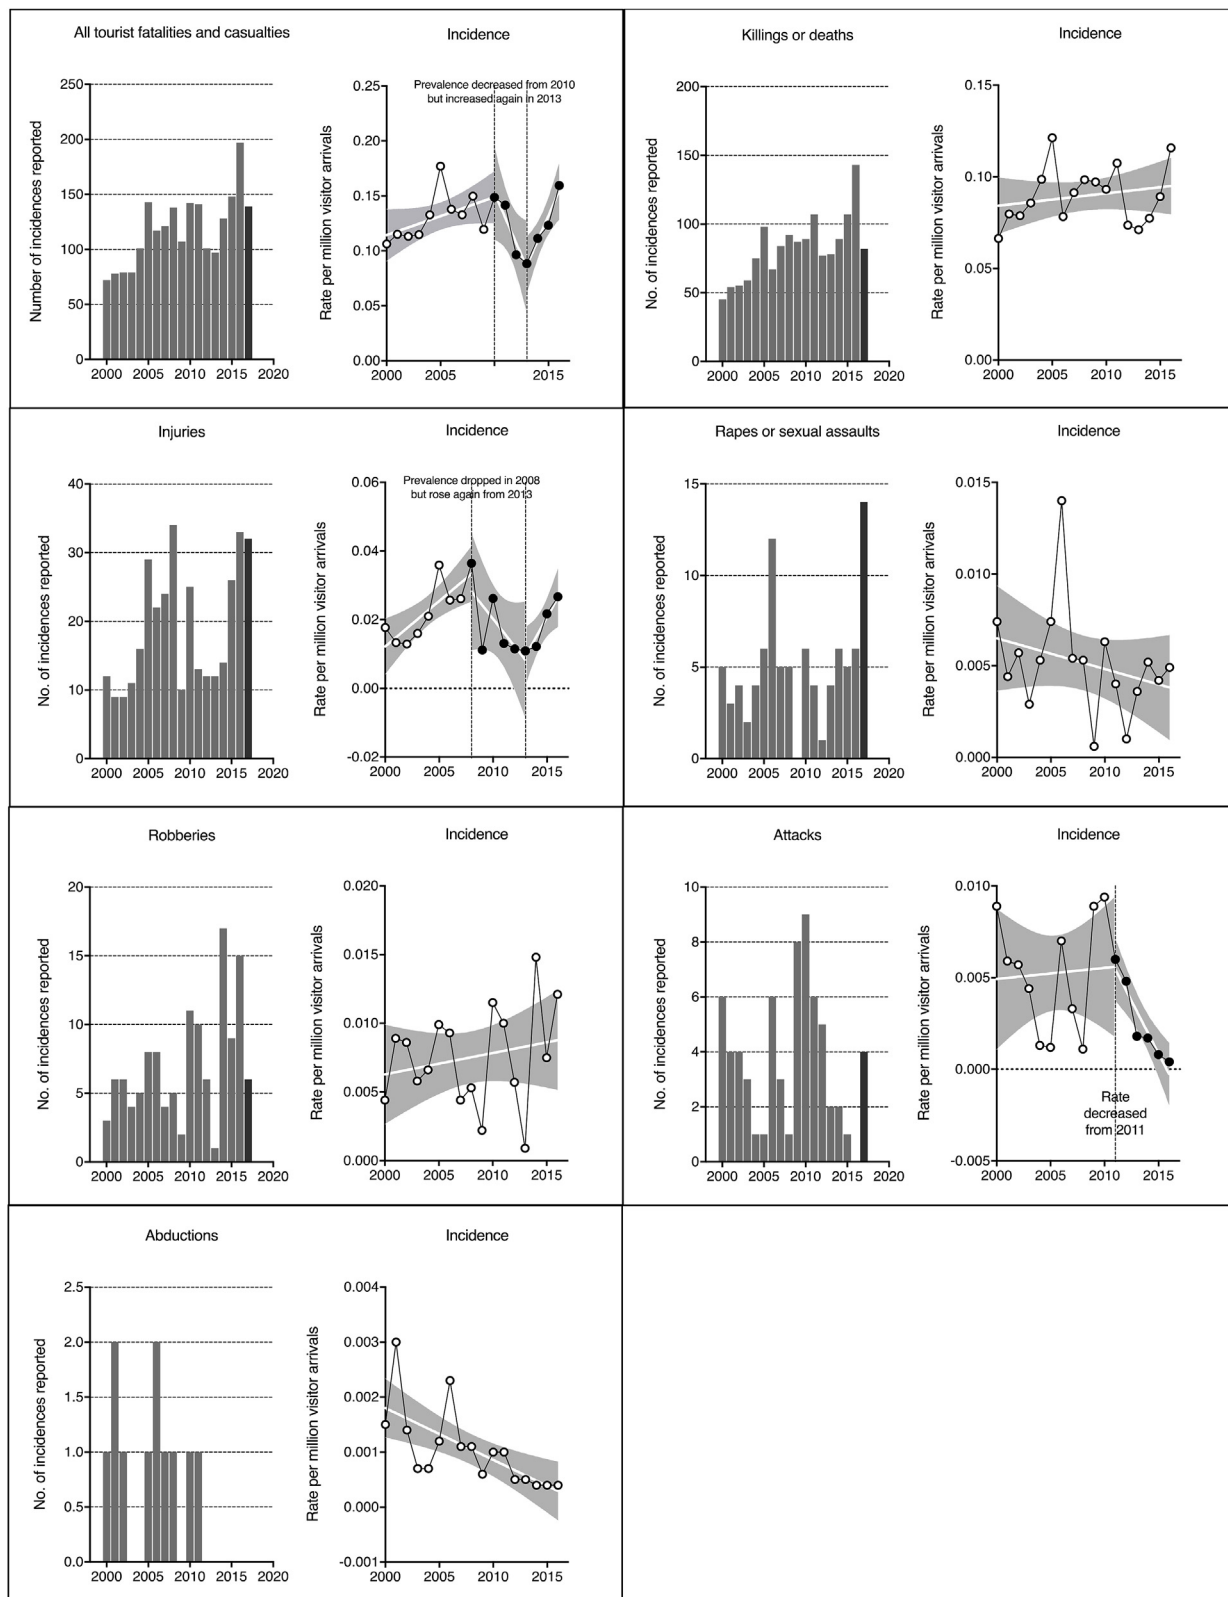 All tourist fatalities and casualties
Incidence
Number of incidences reported
250
200
150
100
50
0
2000 2005 2010 2015 2020
Rate per million visitor arrivals
Prevalence decreased from 2010
but increased again in 2013
0.25
0.20
0.15
0.10
0.05
0.00
2000 2005 2015
Killings or deaths
Incidence
No. of incidences reported
200
150
100
50
0
2000 2005 2010 2015 2020
Rate per million visitor arrivals
0.15
0.10
0.05
0.00
2000 2005 2010 2015
Injuries
Incidence
No. of incidences reported
40
30
20
10
0
2000 2005 2010 2015 2020
Rate per million visitor arrivals
Prevalence dropped in 2008
but rose again from 2013
0.06
0.04
0.02
0.00
-0.02
2000 2005 2010 2015
Rapes or sexual assaults
Incidence
No. of incidences reported
15
10
5
0
2000 2005 2010 2015 2020
Rate per million visitor arrivals
0.015
0.010
0.005
0.000
2000 2005 2010 2015
Robberies
Incidence
No. of incidences reported
20
15
10
5
0
2000 2005 2010 2015 2020
Rate per million visitor arrivals
0.020
0.015
0.010
0.005
0.000
2000 2005 2010 2015
Attacks
Incidence
No. of incidences reported
10
8
6
4
2
0
2000 2005 2010 2015 2020
Rate per million visitor arrivals
0.010
0.005
0.000
-0.005
Rate
decreased
from 2011
2000 2005 2010 2015
Abductions
Incidence
No. of incidences reported
2.5
2.0
1.5
1.0
0.5
0.0
2000 2005 2010 2015 2020
Rate per million visitor arrivals
0.004
0.003
0.002
0.001
0.000
-0.001
2000 2005 2010 2015